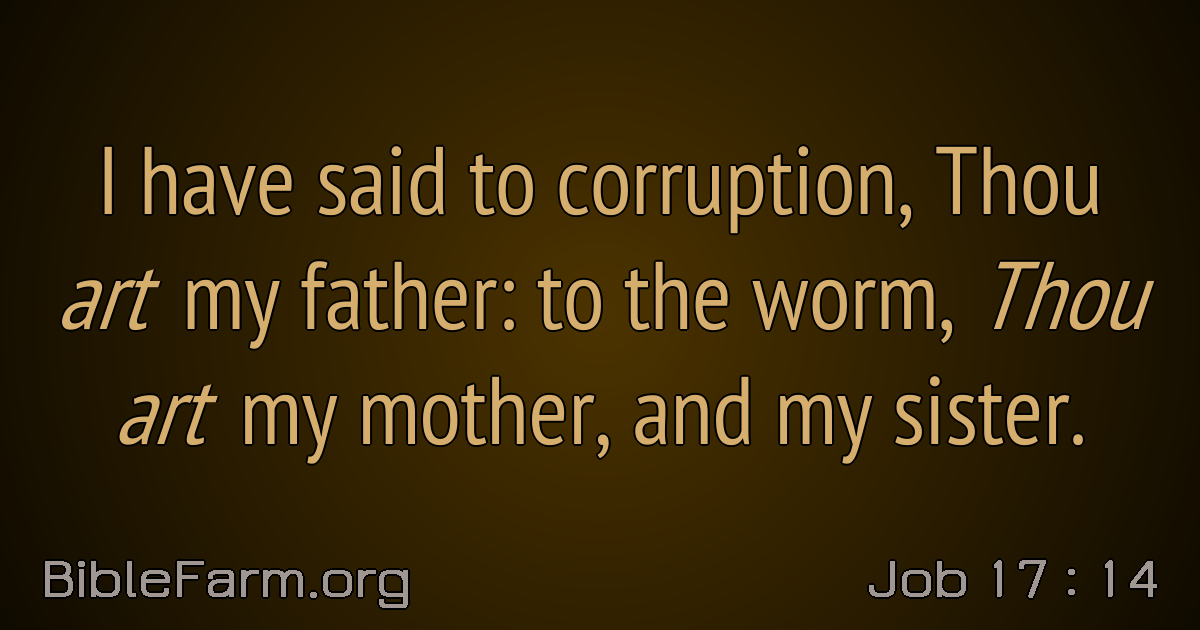 I have said to corruption, Thou
art my father: to the worm, Thou
art my mother, and my sister.
BibleFarm.org
Job 17 : 14